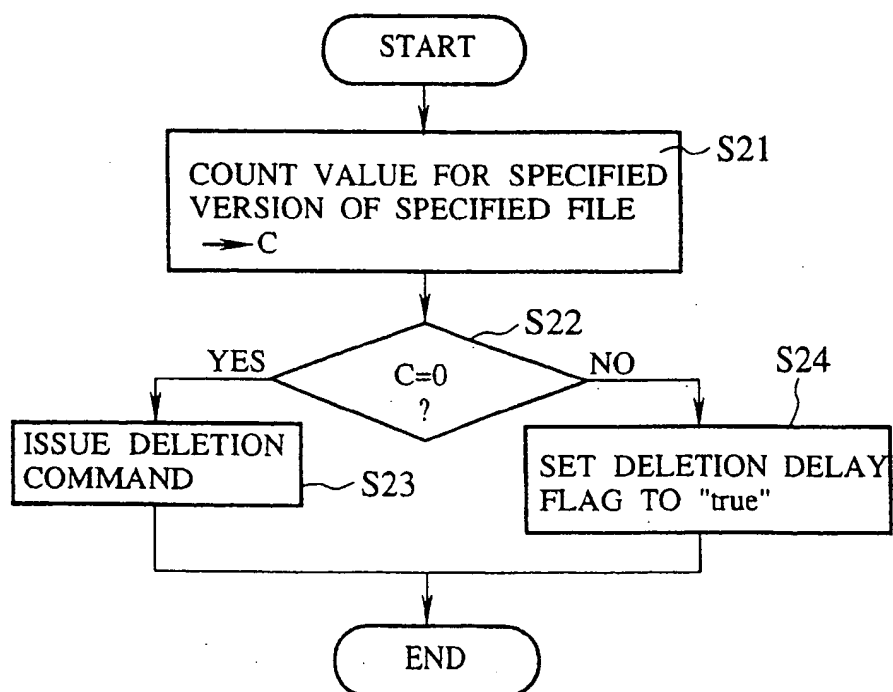 START
S21
COUNT VALUE FOR SPECIFIED
VERSION OF SPECIFIED FILE
→ C
S22
YES
C=0
?
NO
S24
ISSUE DELETION
COMMAND
S23
SET DELETION DELAY
FLAG TO "true"
END